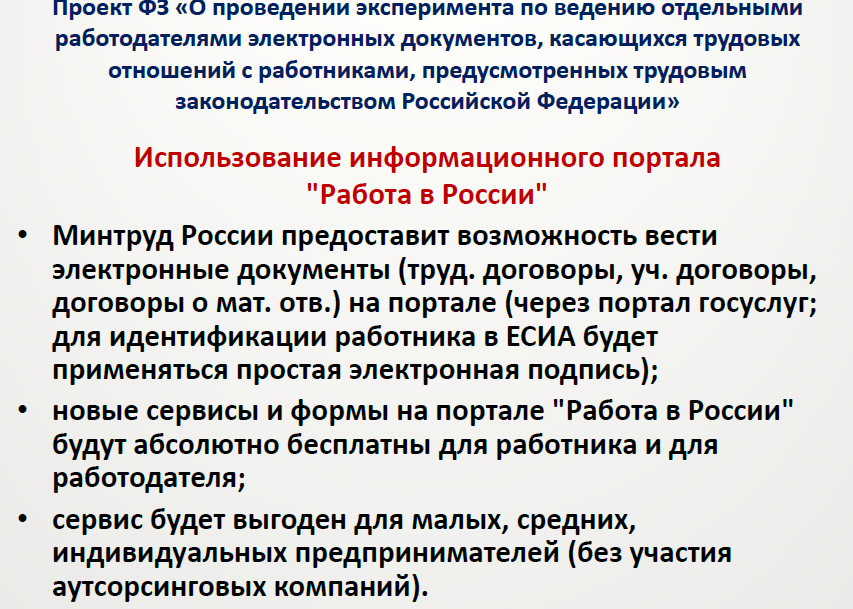 Проект ФЗ «О проведении эксперимента по ведению отдельными
работодателями электронных документов, касающихся трудовых
отношений с работниками, предусмотренных трудовым
законодательством Российской Федерации»
Использование информационного портала
"Работа в России"
• Минтруд России предоставит возможность вести
электронные документы (труд. договоры, уч. договоры,
договоры о мат. отв.) на портале (через портал госуслуг;
для идентификации работника в ЕСИА будет
применяться простая электронная подпись);
• новые сервисы и формы на портале "Работа в России"
будут абсолютно бесплатны для работника и для
работодателя;
• сервис будет выгоден для малых, средних,
индивидуальных предпринимателей (без участия
аутсорсинговых компаний).